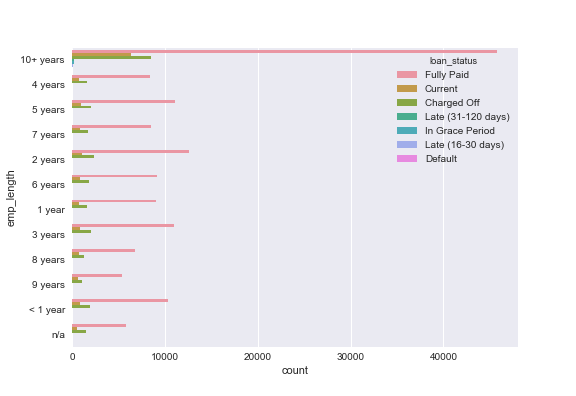 10+ years
4 years
5 years
7 years
2 years
6 years
1 year
3 years
8 years
9 years
< 1 year
n/a
emp_length
0 10000 20000 30000 40000
count
loan_status
Fully Paid
Current
Charged Off
Late (31-120 days)
In Grace Period
Late (16-30 days)
Default